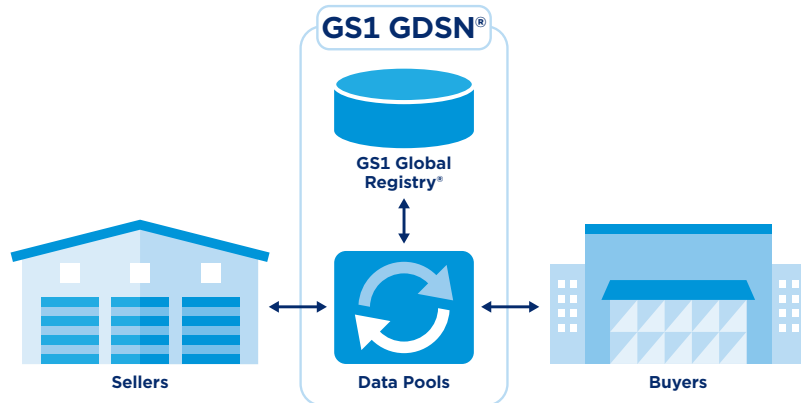 GS1 GDSN®
GS1 Global
Registry®
Sellers
Data Pools
Buyers